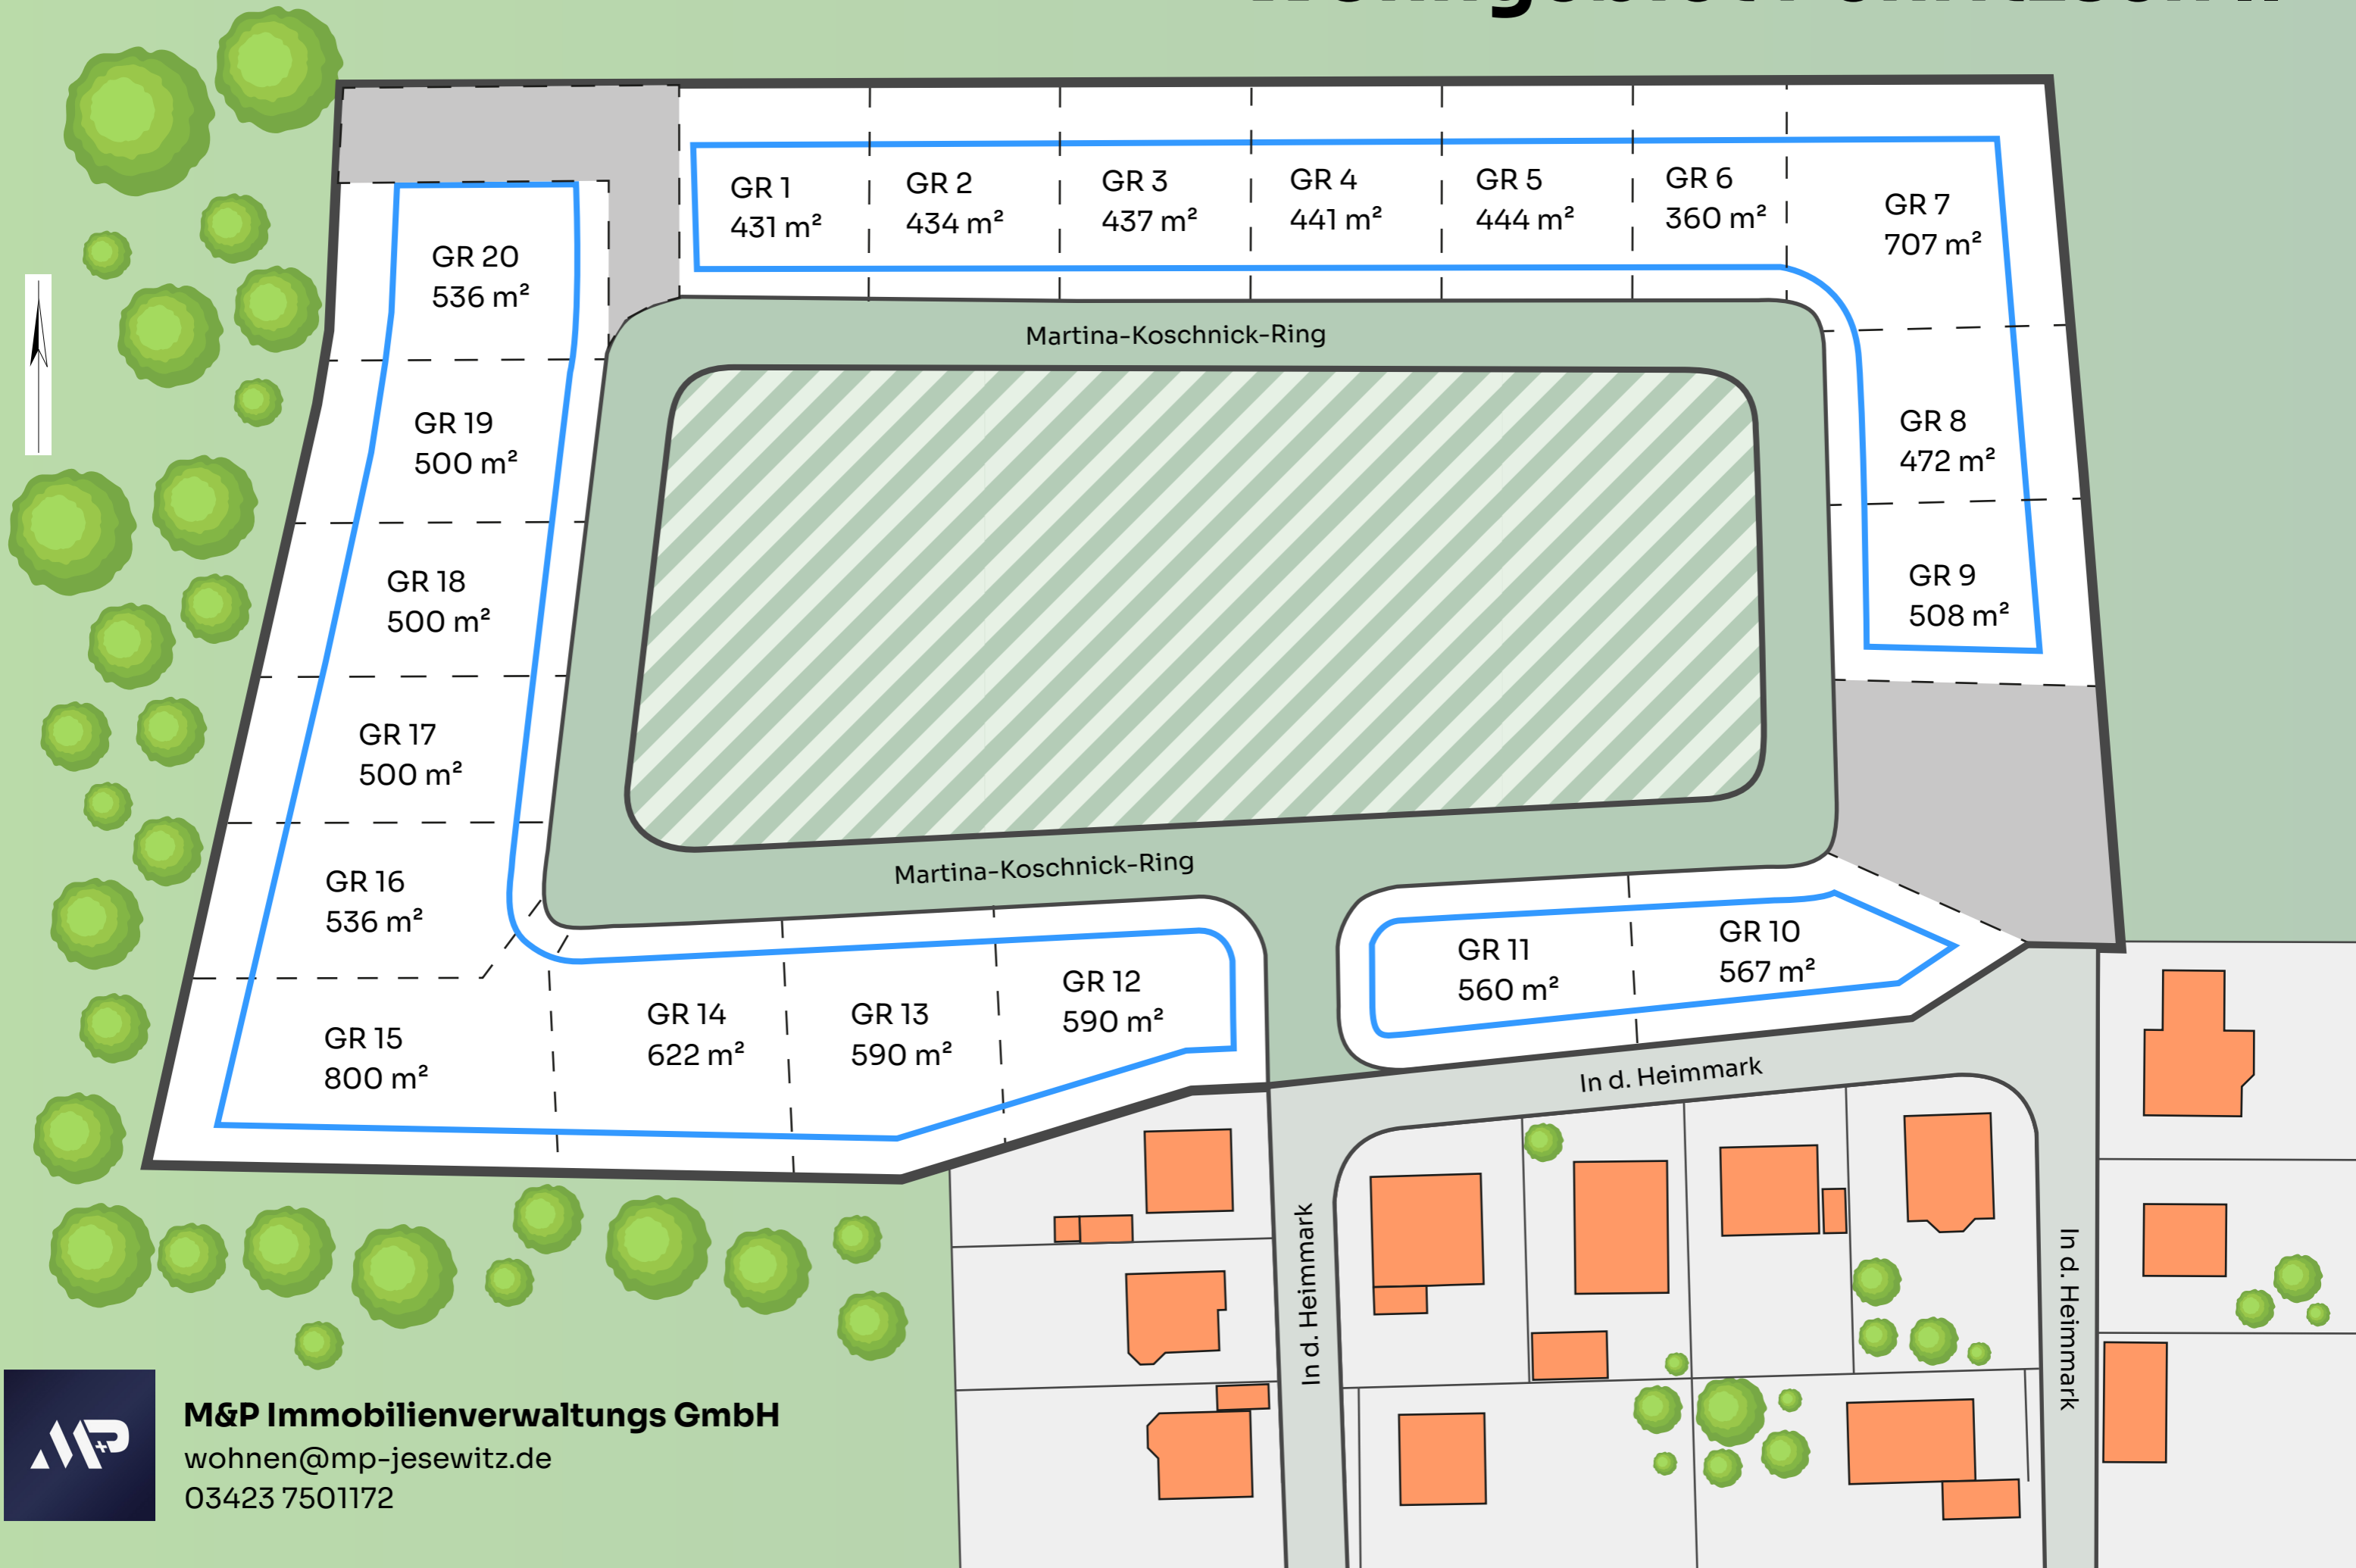 GR 1
431 m²
GR 2
434 m²
GR 3
437 m²
GR 4
441 m²
GR 5
444 m²
GR 6
360 m²
GR 7
707 m²
GR 20
536 m²
Martina-Koschnick-Ring
GR 19
500 m²
GR 8
472 m²
GR 18
500 m²
GR 9
508 m²
GR 17
500 m²
Martina-Koschnick-Ring
GR 16
536 m²
GR 11
560 m²
GR 10
567 m²
GR 15
800 m²
GR 14
622 m²
GR 13
590 m²
GR 12
590 m²
In d. Heimmark
In d. Heimmark
In d. Heimmark
MP
M&P Immobilienverwaltungs GmbH
wohnen@mp-jesewitz.de
03423 7501172